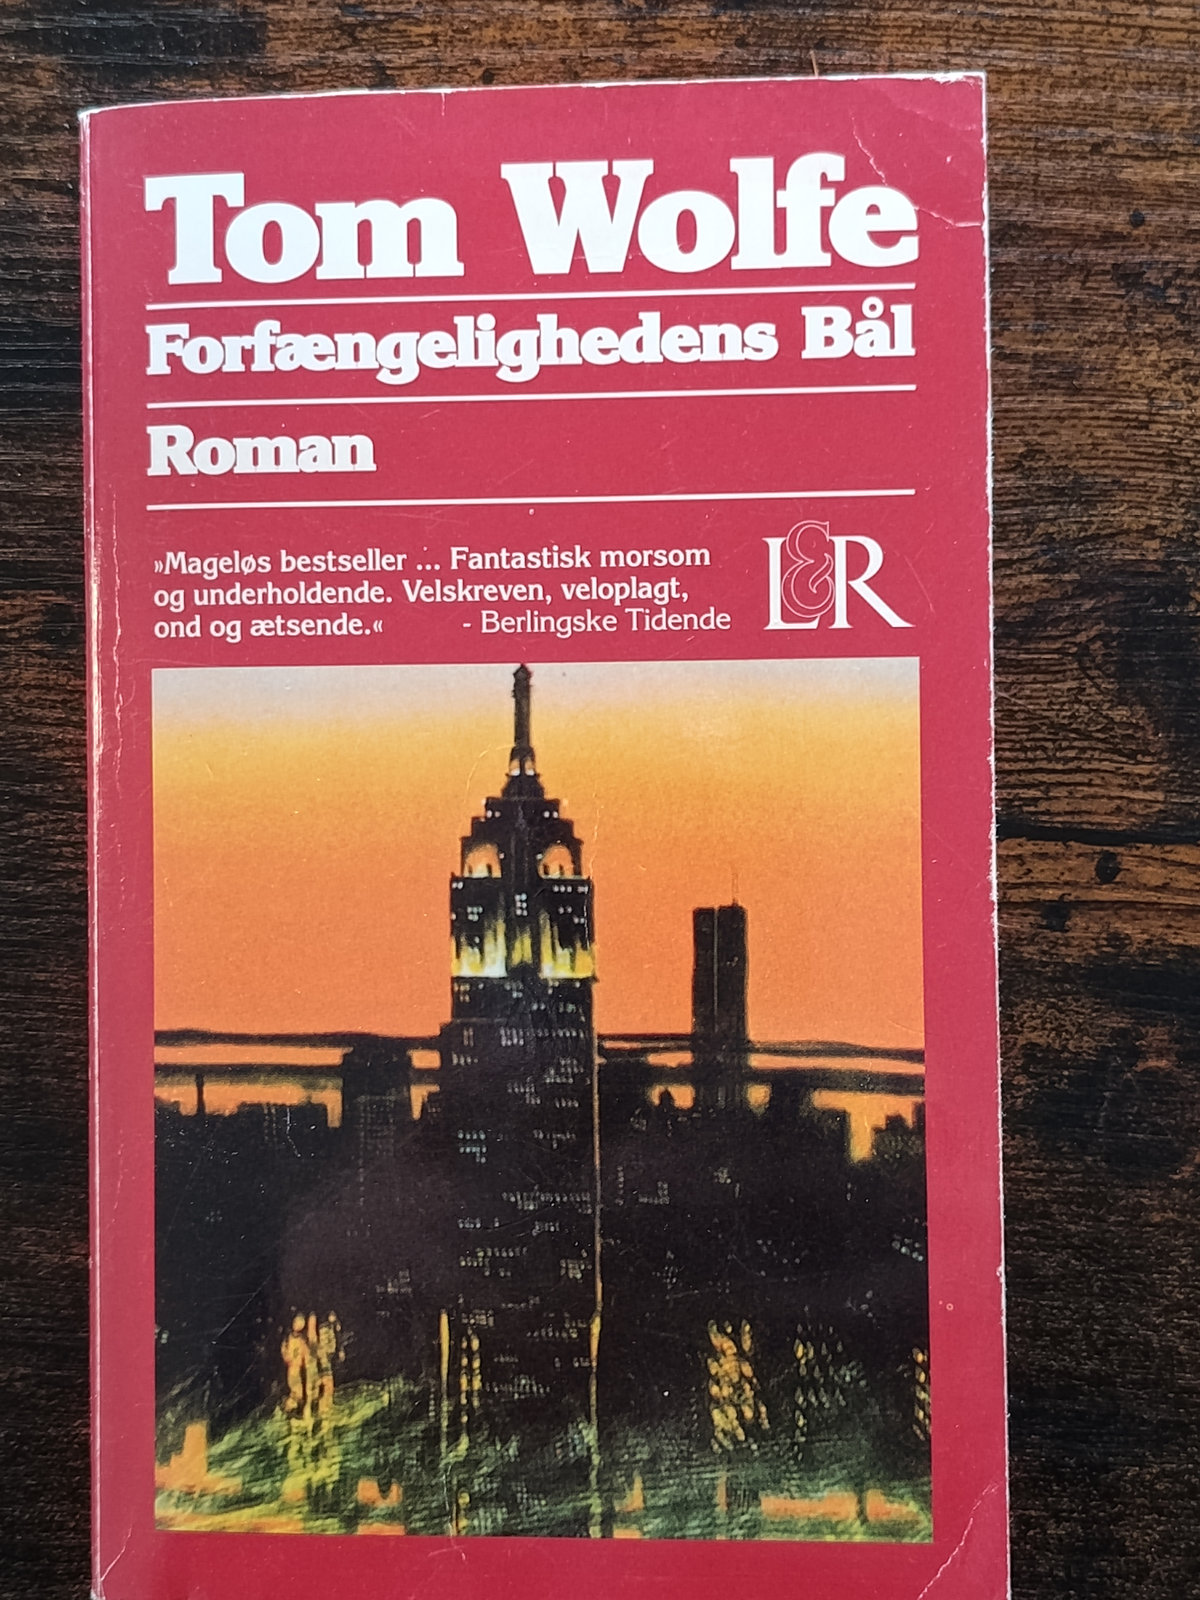 Tom Wolfe
Forfængelighedens Bål
Roman
»Mageløs bestseller ... Fantastisk morsom
og underholdende. Velskreven, veloplagt,
ond og ætsende.« - Berlingske Tidende
L&R